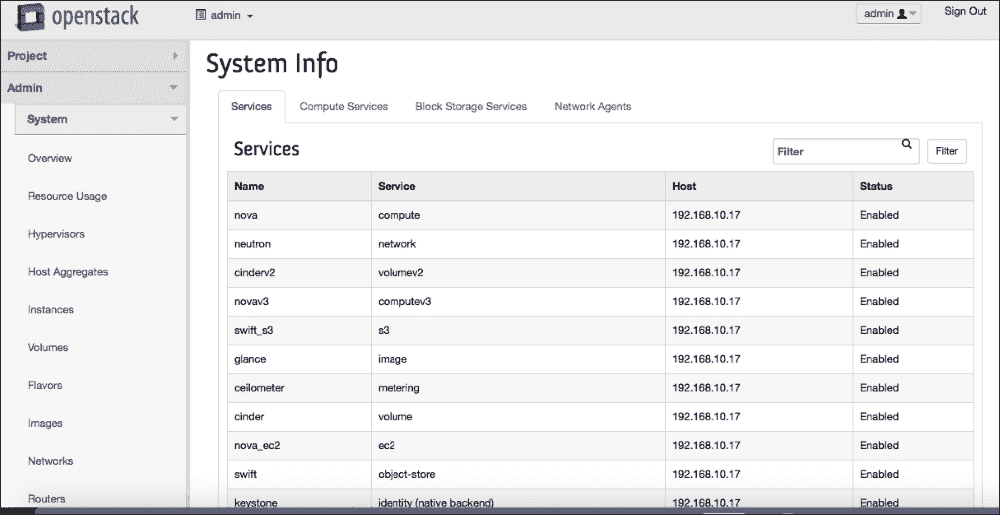 openstack admin admin Sign Out
Project
Admin
System
Overview
Resource Usage
Hypervisors
Host Aggregates
Instances
Volumes
Flavors
Images
Networks
Routers
System Info
Services Compute Services Block Storage Services Network Agents
Services Filter Filter
Name Service Host Status
nova compute 192.168.10.17 Enabled
neutron network 192.168.10.17 Enabled
cinderv2 volumev2 192.168.10.17 Enabled
novav3 computev3 192.168.10.17 Enabled
swift_s3 s3 192.168.10.17 Enabled
glance image 192.168.10.17 Enabled
ceilometer metering 192.168.10.17 Enabled
cinder volume 192.168.10.17 Enabled
nova_ec2 ec2 192.168.10.17 Enabled
swift object-store 192.168.10.17 Enabled
keystone identity (native backend) 192.168.10.17 Enabled